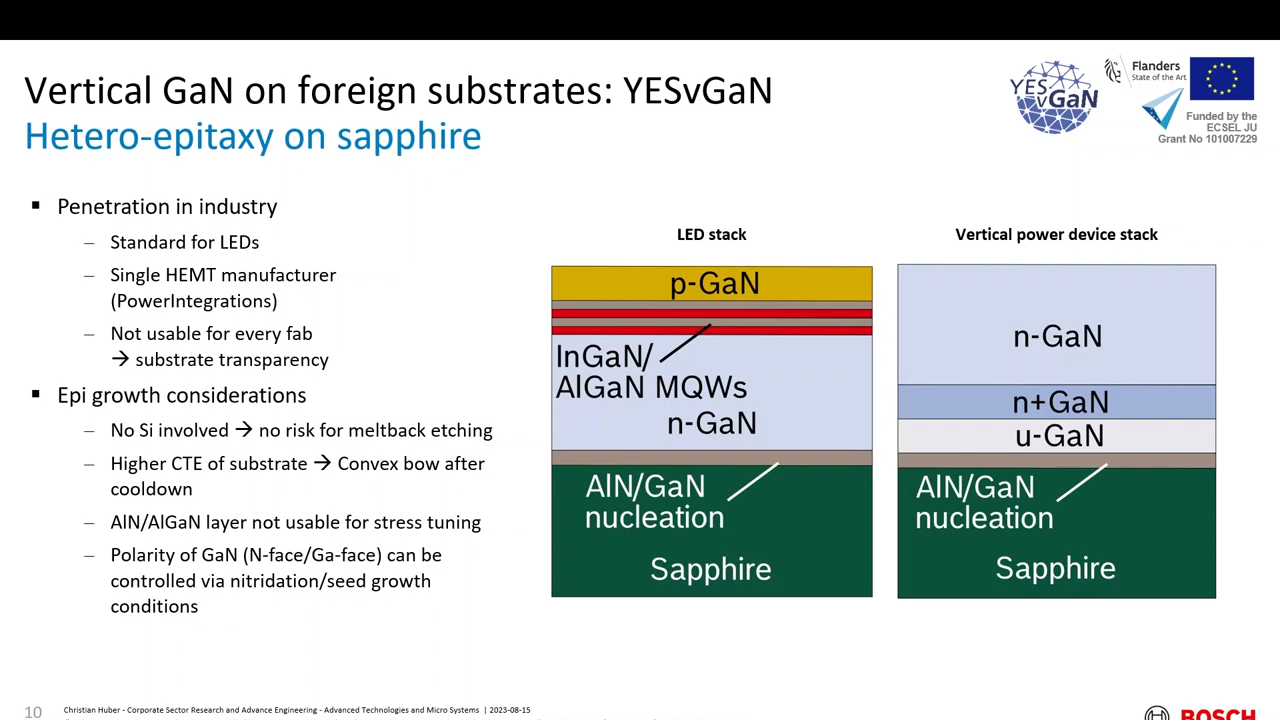 Vertical GaN on foreign substrates: YESvGaN
Hetero-epitaxy on sapphire
YES
vGaN
Flanders
State of the Art
Funded by the
ECSEL JU
Grant No 101007229
▪ Penetration in industry
– Standard for LEDs
– Single HEMT manufacturer
(PowerIntegrations)
– Not usable for every fab
→ substrate transparency
▪ Epi growth considerations
– No Si involved → no risk for meltback etching
– Higher CTE of substrate → Convex bow after
cooldown
– AlN/AlGaN layer not usable for stress tuning
– Polarity of GaN (N-face/Ga-face) can be
controlled via nitridation/seed growth
conditions
LED stack
p-GaN
InGaN/
AlGaN MQWs
n-GaN
AlN/GaN
nucleation
Sapphire
Vertical power device stack
n-GaN
n+GaN
u-GaN
AlN/GaN
nucleation
Sapphire
10
Christian Huber - Corporate Sector Research and Advance Engineering - Advanced Technologies and Micro Systems | 2023-08-15
BOSCH